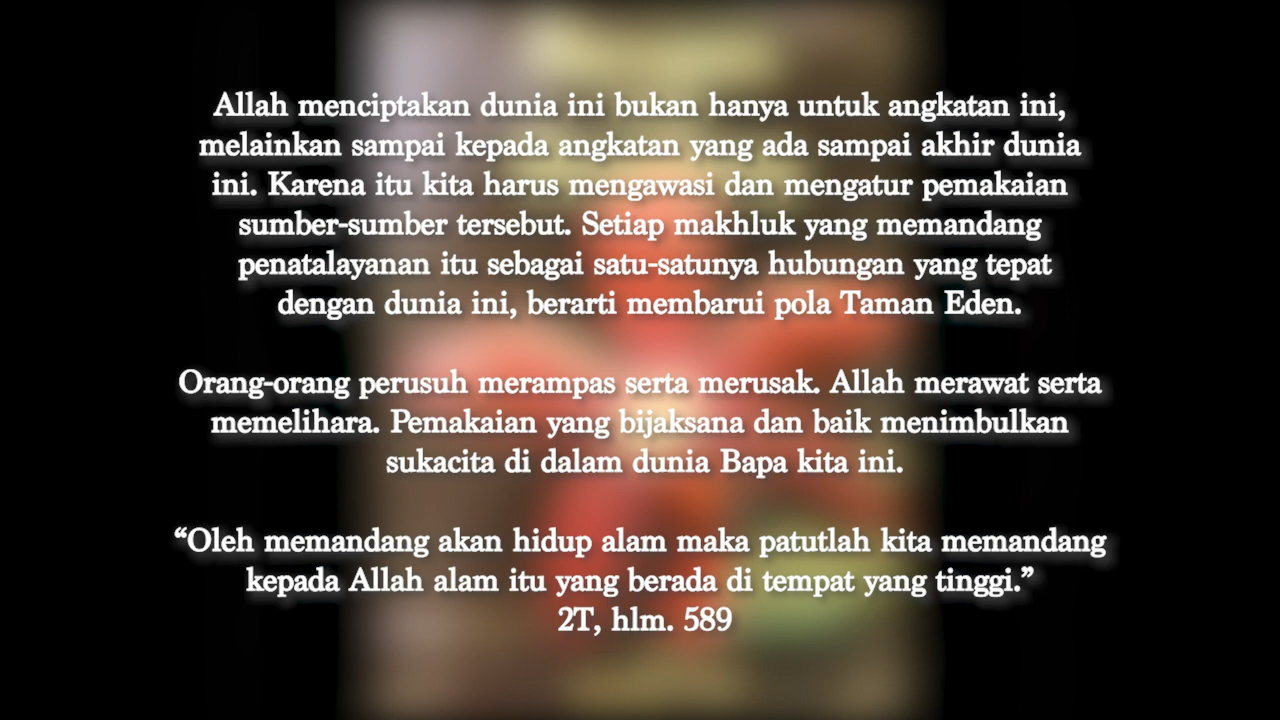 Allah menciptakan dunia ini bukan hanya untuk angkatan ini,
melainkan sampai kepada angkatan yang ada sampai akhir dunia
ini. Karena itu kita harus mengawasi dan mengatur pemakaian
sumber-sumber tersebut. Setiap makhluk yang memandang
penatalayanan itu sebagai satu-satunya hubungan yang tepat
dengan dunia ini, berarti membarui pola Taman Eden.
Orang-orang perusuh merampas serta merusak. Allah merawat serta
memelihara. Pemakaian yang bijaksana dan baik menimbulkan
sukacita di dalam dunia Bapa kita ini.
“Oleh memandang akan hidup alam maka patutlah kita memandang
kepada Allah alam itu yang berada di tempat yang tinggi.”
2T, hlm. 589